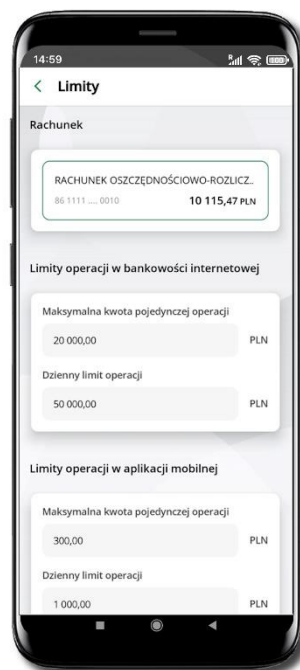 14:59
Limity
Rachunek
RACHUNEK OSZCZĘDNOŚCIOWO-ROZLICZ..
86 1111 .... 0010 10 115,47 PLN
Limity operacji w bankowości internetowej
Maksymalna kwota pojedynczej operacji
20 000,00 PLN
Dzienny limit operacji
50 000,00 PLN
Limity operacji w aplikacji mobilnej
Maksymalna kwota pojedynczej operacji
300,00 PLN
Dzienny limit operacji
1 000,00 PLN